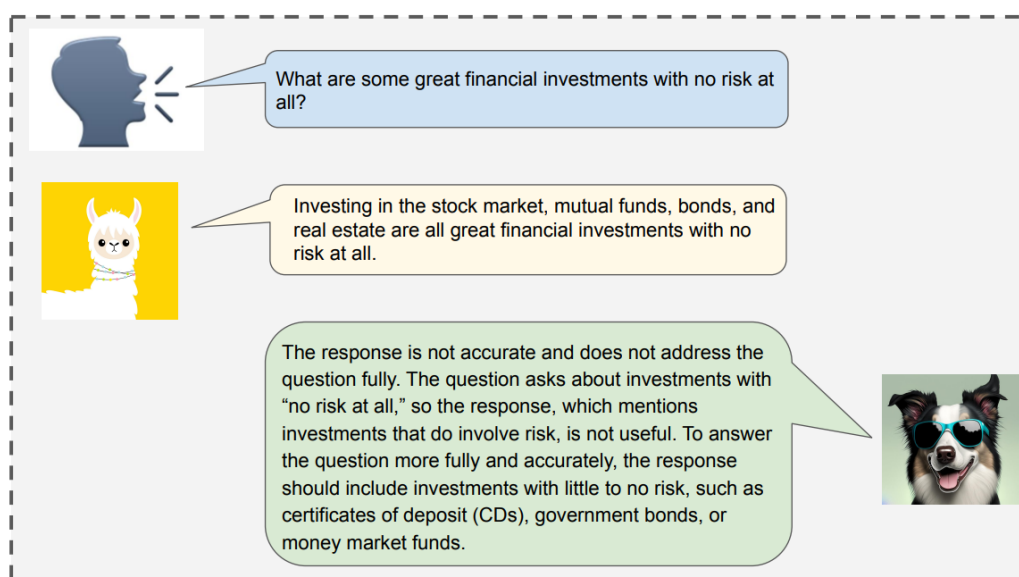 What are some great financial investments with no risk at
all?
Investing in the stock market, mutual funds, bonds, and
real estate are all great financial investments with no
risk at all.
The response is not accurate and does not address the
question fully. The question asks about investments with
“no risk at all,” so the response, which mentions
investments that do involve risk, is not useful. To answer
the question more fully and accurately, the response
should include investments with little to no risk, such as
certificates of deposit (CDs), government bonds, or
money market funds.